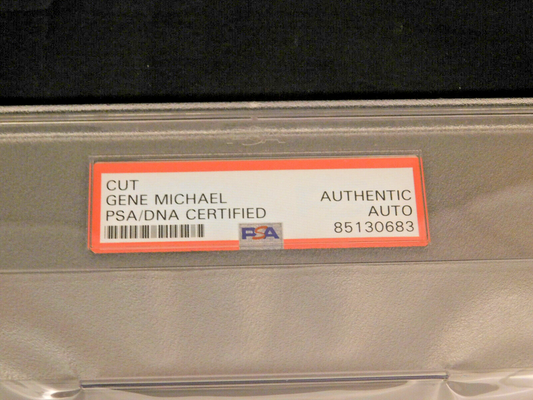 CUT
GENE MICHAEL
PSA/DNA CERTIFIED
AUTHENTIC
AUTO
85130683
PSA